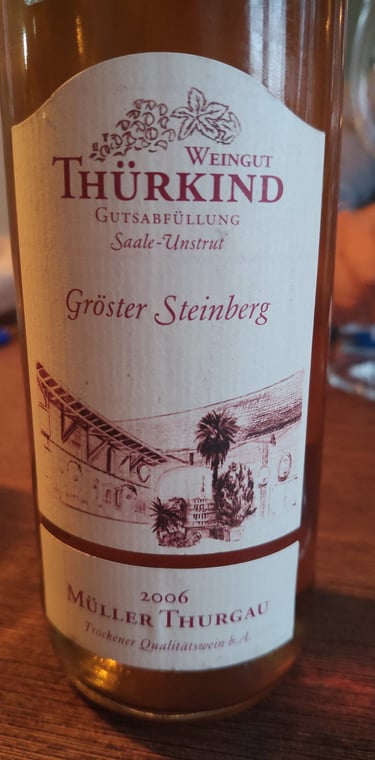 WEINGUT
THÜRKIND
GUTSABFÜLLUNG
Saale-Unstrut
Gröster Steinberg
2006
MÜLLER THURGAU
Trockener Qualitätswein b.A.